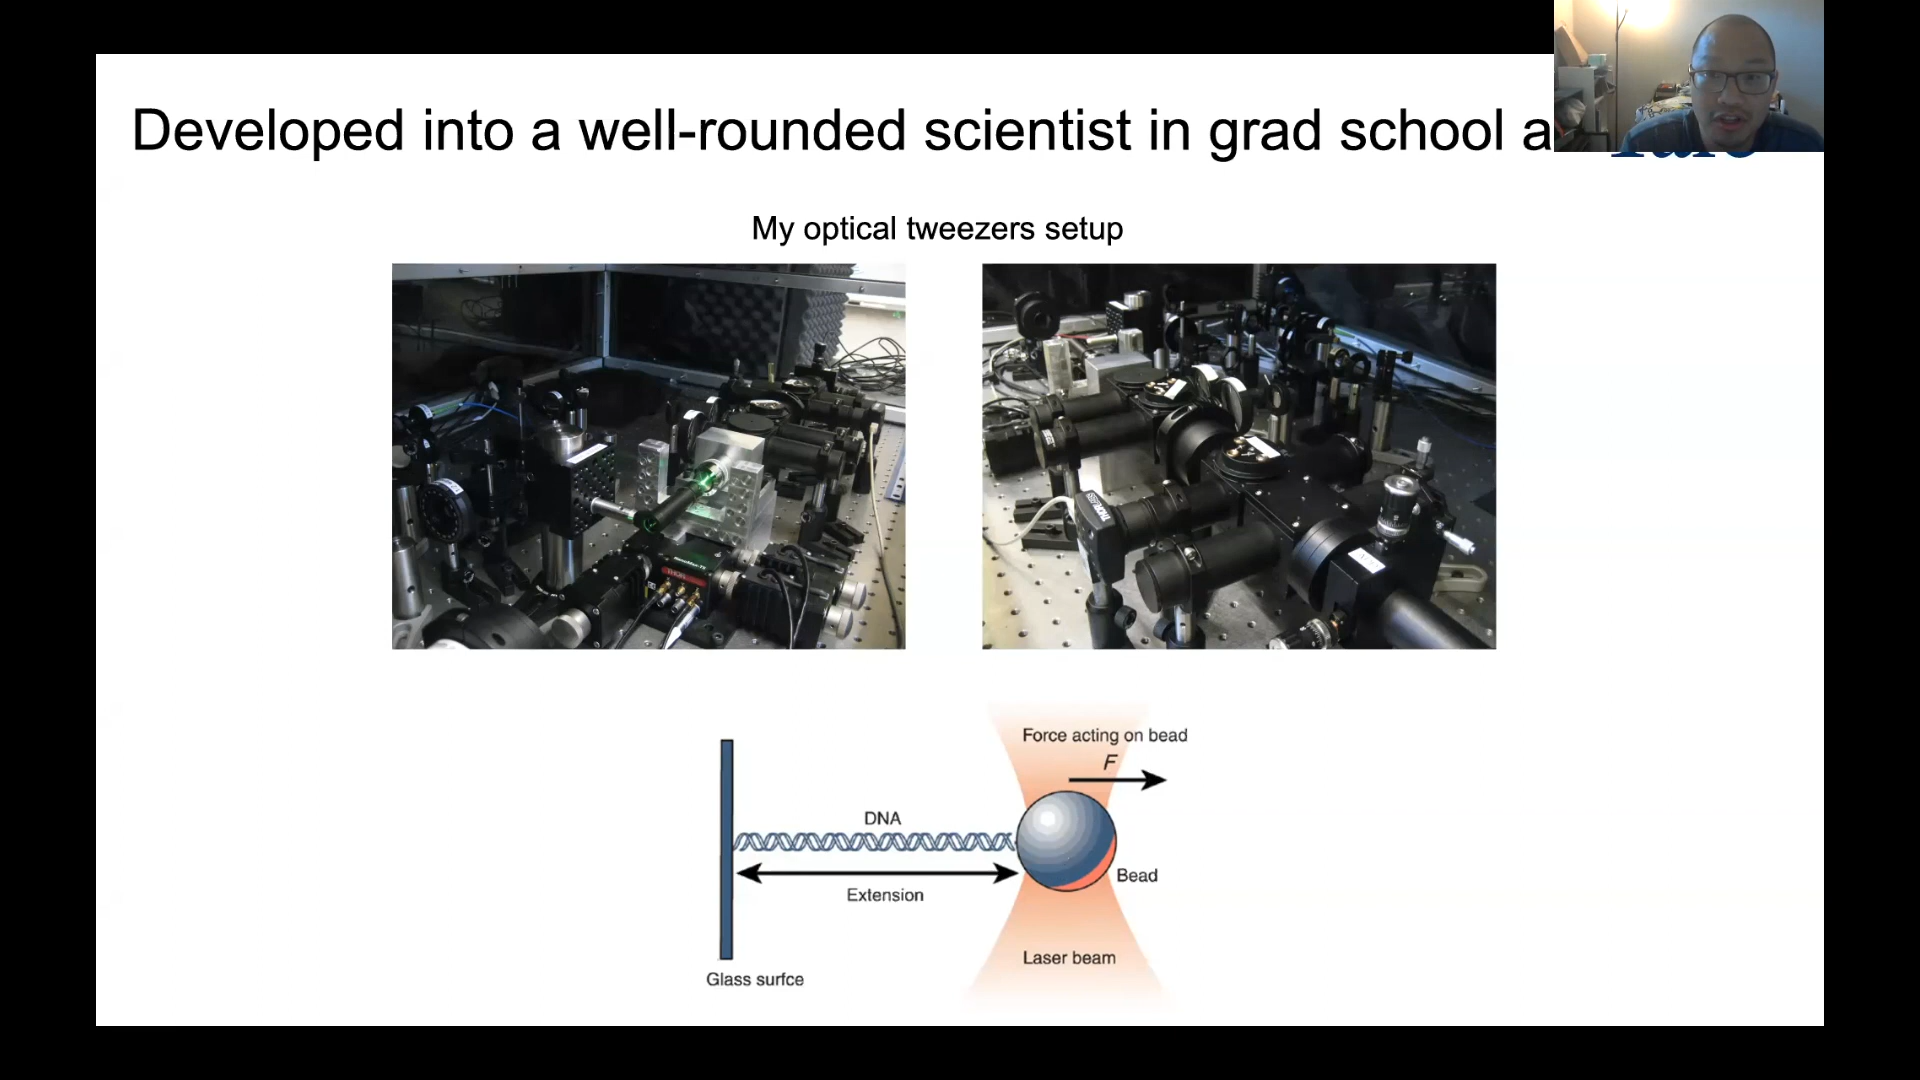 Developed into a well-rounded scientist in grad school a
My optical tweezers setup
THORLABS
Force acting on bead
F
DNA
Bead
Extension
Laser beam
Glass surfce